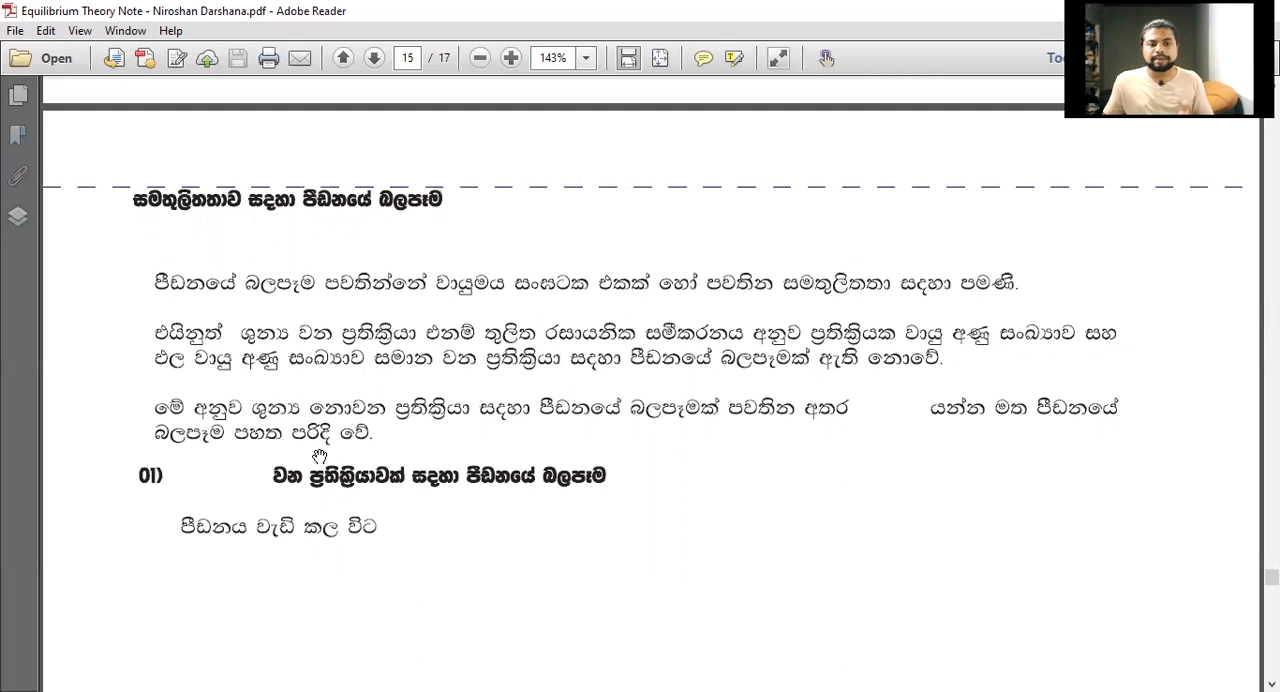 Equilibrium Theory Note - Niroshan Darshana.pdf - Adobe Reader
File Edit View Window Help
Open 15 / 17 143%
සමතුලිතතාව සඳහා පීඩනයේ බලපෑම
පීඩනයේ බලපෑම පවතින්නේ වායුමය සංඝටක එකක් හෝ පවතින සමතුලිතතා සඳහා පමණි.
එයිනුත් ශුන්‍ය වන ප්‍රතික්‍රියා එනම් තුලිත රසායනික සමීකරනය අනුව ප්‍රතික්‍රියක වායු අණු සංඛ්‍යාව සහ
ඵල වායු අණු සංඛ්‍යාව සමාන වන ප්‍රතික්‍රියා සඳහා පීඩනයේ බලපෑමක් ඇති නොවේ.
මේ අනුව ශුන්‍ය නොවන ප්‍රතික්‍රියා සඳහා පීඩනයේ බලපෑමක් පවතින අතර යන්න මත පීඩනයේ
බලපෑම පහත පරිදි වේ.
01) වන ප්‍රතික්‍රියාවක් සඳහා පීඩනයේ බලපෑම
පීඩනය වැඩි කල විට